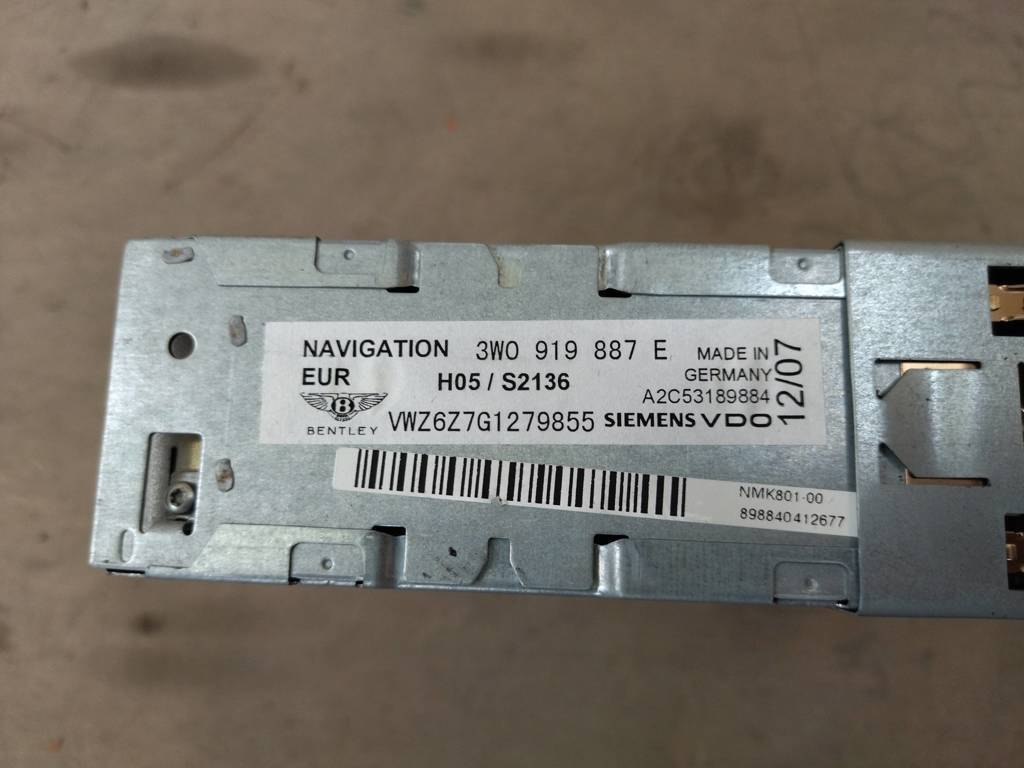 NAVIGATION 3W0 919 887 E
EUR H05 / S2136
MADE IN
GERMANY
A2C53189884
12/07
B
BENTLEY
VWZ6Z7G1279855 SIEMENS VDO
NMK801-00
898840412677